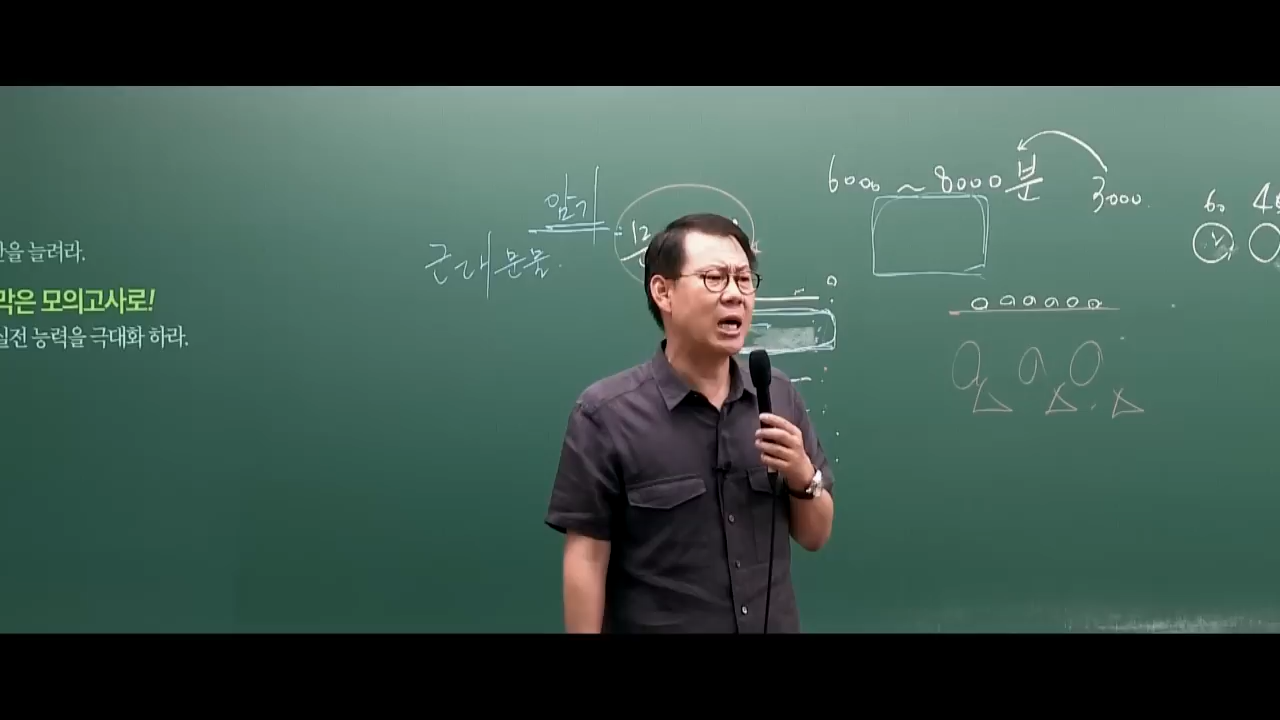 간을 늘려라.
막은 모의고사로!
실전 능력을 극대화 하라.
암기
12
근대 문물.
6000 ~ 8000분
3000.
60